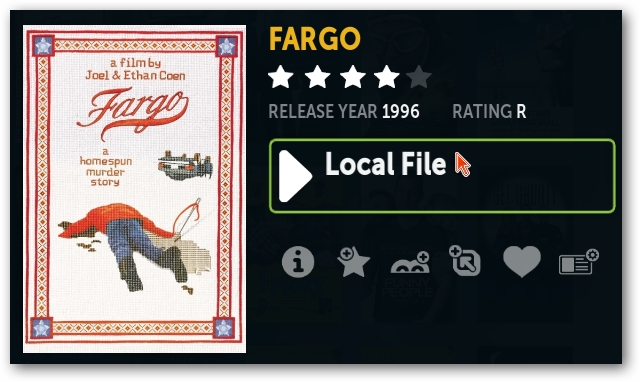 a film by
Joel & Ethan Coen
Fargo
a
homespun
murder
story
FARGO
RELEASE YEAR 1996 RATING R
Local File